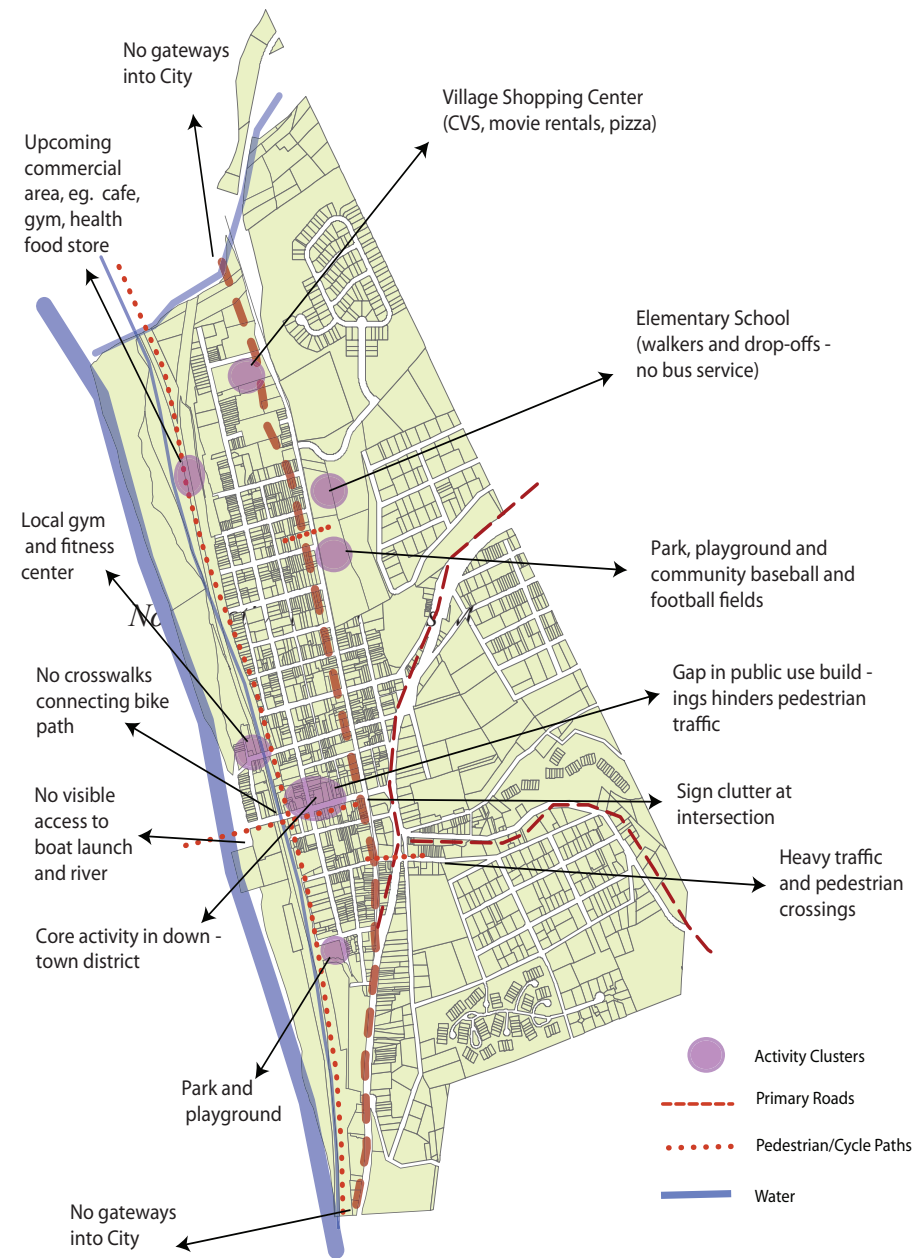 No gateways
into City
Village Shopping Center
(CVS, movie rentals, pizza)
Upcoming
commercial
area, eg. cafe,
gym, health
food store
Elementary School
(walkers and drop-offs -
no bus service)
Local gym
and fitness
center
Park, playground and
community baseball and
football fields
No crosswalks
connecting bike
path
Gap in public use build -
ings hinders pedestrian
traffic
No visible
access to
boat launch
and river
Sign clutter at
intersection
Heavy traffic
and pedestrian
crossings
Core activity in down -
town district
Park and
playground
No gateways
into City
Activity Clusters
Primary Roads
Pedestrian/Cycle Paths
Water